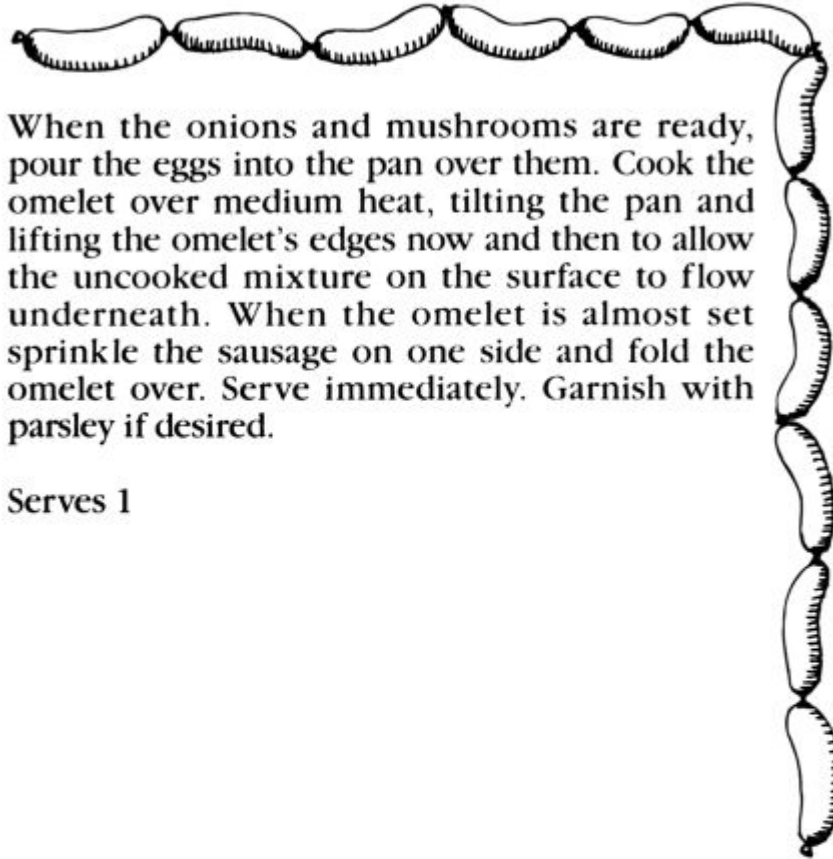 When the onions and mushrooms are ready,
pour the eggs into the pan over them. Cook the
omelet over medium heat, tilting the pan and
lifting the omelet's edges now and then to allow
the uncooked mixture on the surface to flow
underneath. When the omelet is almost set
sprinkle the sausage on one side and fold the
omelet over. Serve immediately. Garnish with
parsley if desired.
Serves 1